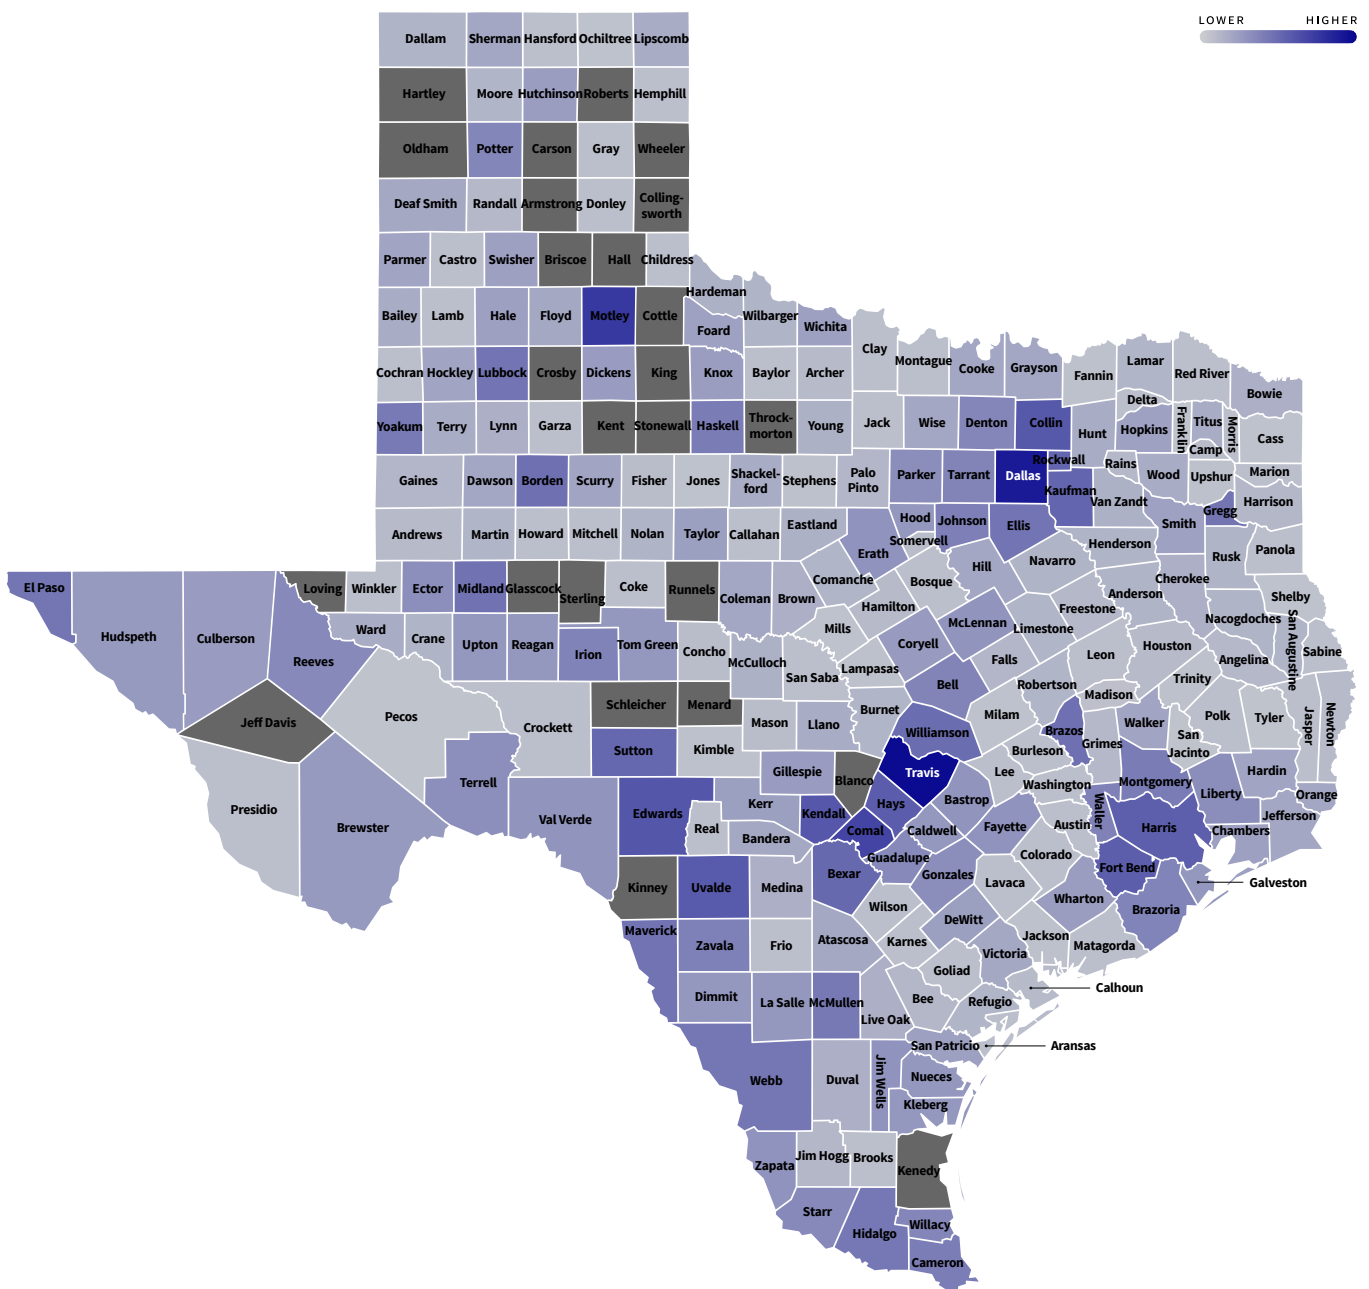 LOWER HIGHER
Dallam Sherman Hansford Ochiltree Lipscomb
Hartley Moore Hutchinson Roberts Hemphill
Oldham Potter Carson Gray Wheeler
Deaf Smith Randall Armstrong Donley Colling-
sworth
Parmer Castro Swisher Briscoe Hall Childress
Hardeman
Bailey Lamb Hale Floyd Motley Cottle Wilbarger
Foard Wichita
Clay
Montague Cooke Grayson Fannin Lamar Red River
Cochran Hockley Lubbock Crosby Dickens King Knox Baylor Archer
Bowie
Delta
Yoakum Terry Lynn Garza Kent Stonewall Haskell Throck-
morton Young Jack Wise Denton Collin Hunt Hopkins Franklin Titus Morris Cass
Camp
Rockwall Rains Wood Upshur Marion
Gaines Dawson Borden Scurry Fisher Jones Shackel-
ford Stephens Palo
Pinto Parker Tarrant Dallas Kaufman Van Zandt Gregg Harrison
Andrews Martin Howard Mitchell Nolan Taylor Callahan Eastland Hood Johnson Ellis Smith
Erath Somervell Navarro Henderson Rusk Panola
El Paso Hudspeth Culberson Loving Winkler Ector Midland Glasscock Sterling Coke Runnels Coleman Brown Comanche Bosque Hill Cherokee
Hamilton Freestone Anderson Shelby
Reeves Ward Crane Upton Reagan Irion Tom Green Concho McCulloch Mills Coryell McLennan Limestone Nacogdoches San Augustine Sabine
San Saba Lampasas Falls Leon Houston Angelina
Jeff Davis Pecos Crockett Schleicher Menard Mason Llano Burnet Bell Robertson Madison Trinity
Milam Brazos Grimes Walker San
Jacinto Polk Tyler Jasper Newton
Sutton Kimble Williamson Burleson
Terrell Gillespie Blanco Travis Lee Washington Montgomery Liberty Hardin
Presidio Brewster Val Verde Edwards Real Kerr Kendall Hays Bastrop Austin Waller Harris Orange
Bandera Comal Caldwell Fayette Chambers Jefferson
Kinney Uvalde Medina Bexar Guadalupe Gonzales Lavaca Colorado Fort Bend Galveston
Wilson Wharton Brazoria
Maverick Zavala Frio Atascosa Karnes DeWitt Jackson Matagorda
Victoria
Dimmit La Salle McMullen Live Oak Bee Goliad Refugio Calhoun
San Patricio Aransas
Webb Duval Jim Wells Nueces
Kleberg
Zapata Jim Hogg Brooks Kenedy
Starr Hidalgo Willacy
Cameron